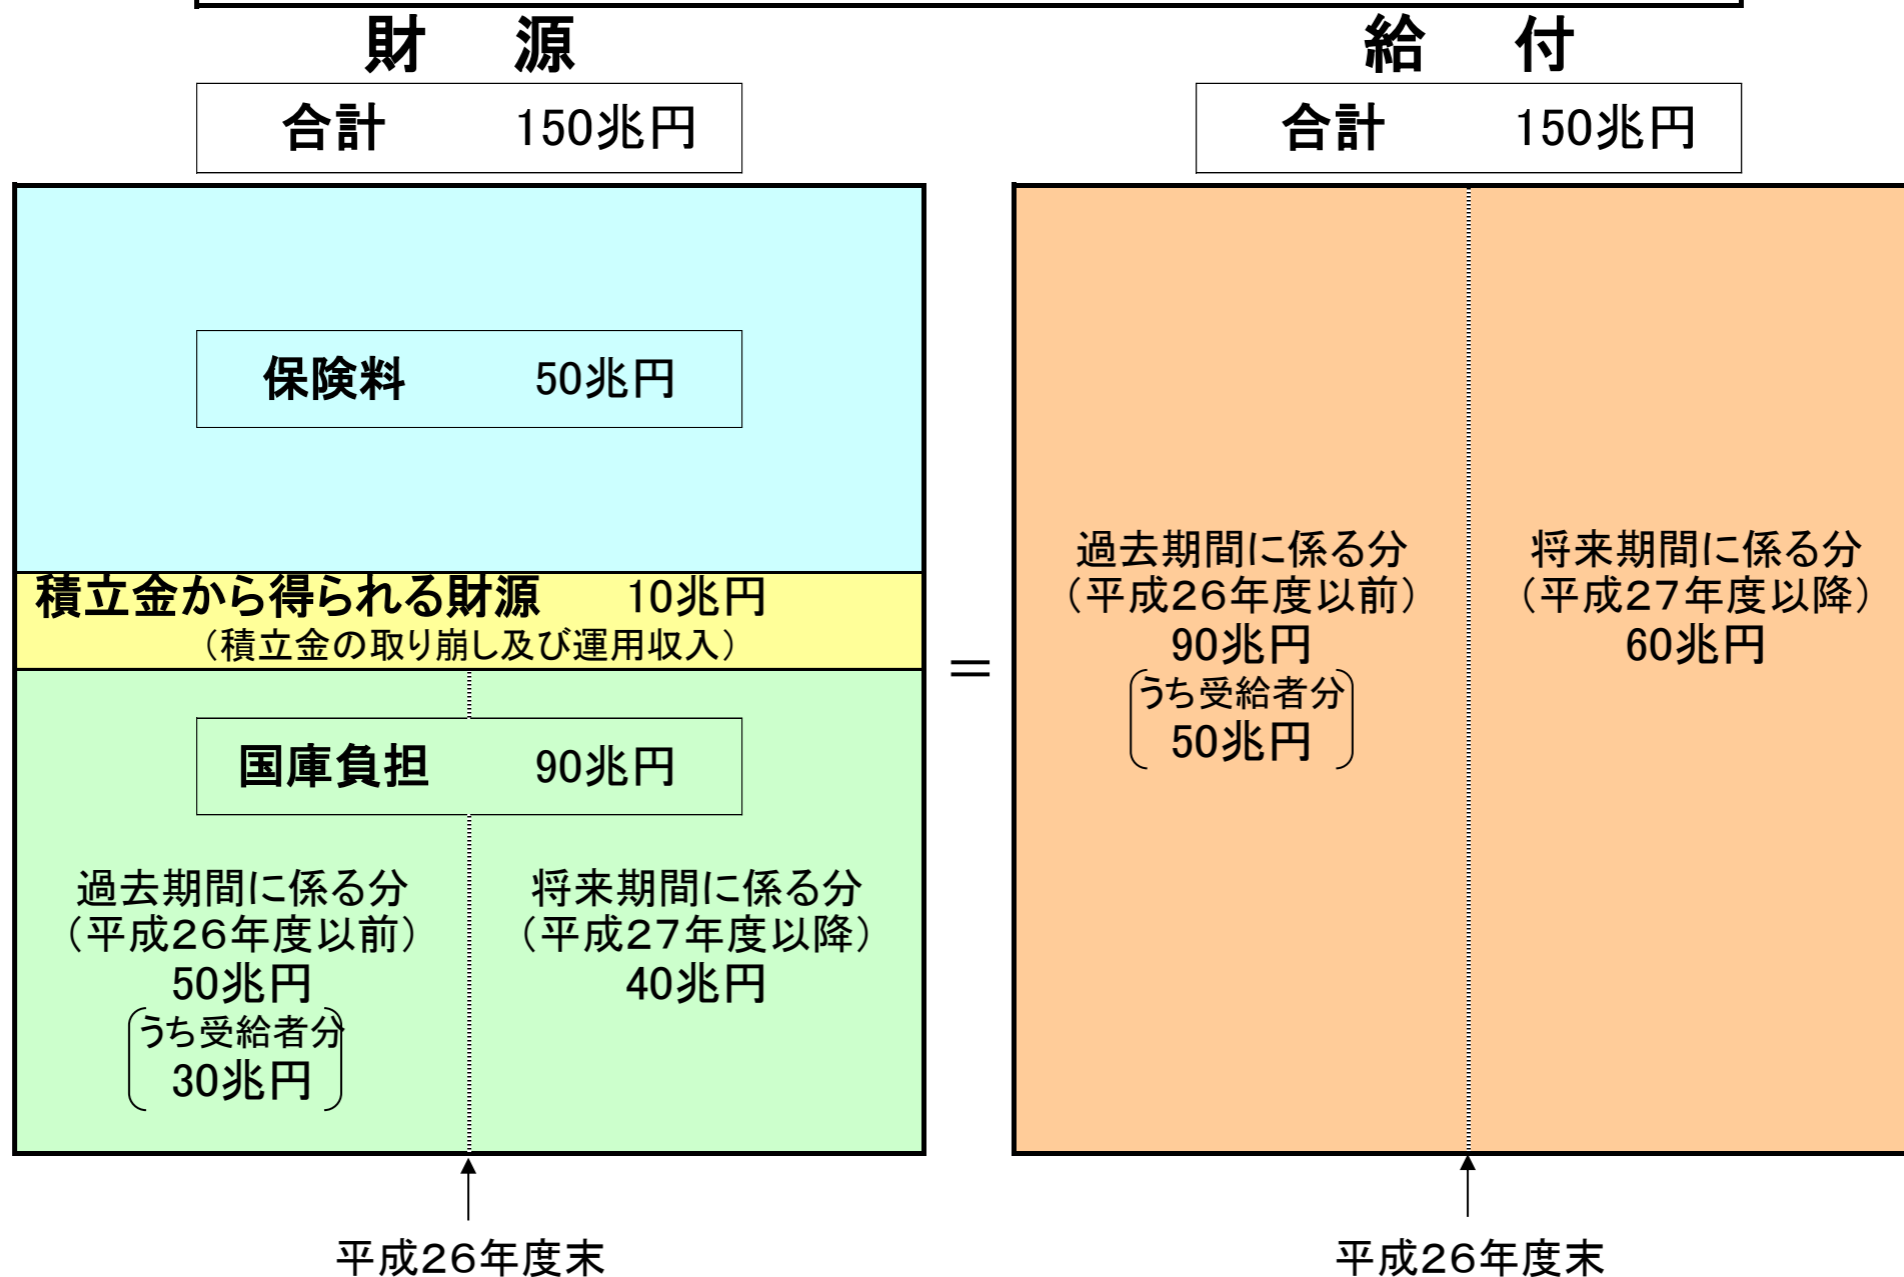 財　源
合計　150兆円
保険料　50兆円
積立金から得られる財源　10兆円
（積立金の取り崩し及び運用収入）
国庫負担　90兆円
過去期間に係る分
（平成２６年度以前）
50兆円
うち受給者分
30兆円
将来期間に係る分
（平成２７年度以降）
40兆円
平成２６年度末
＝
給　付
合計　150兆円
過去期間に係る分
（平成２６年度以前）
90兆円
うち受給者分
50兆円
将来期間に係る分
（平成２７年度以降）
60兆円
平成２６年度末